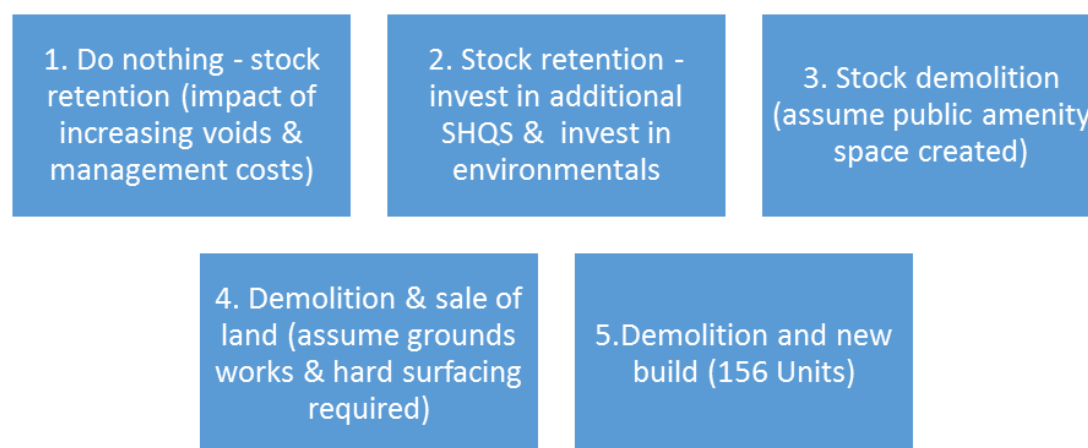 1. Do nothing - stock
retention (impact of
increasing voids &
management costs)
2. Stock retention -
invest in additional
SHQS &  invest in
environmentals
3. Stock demolition
(assume public amenity
space created)
4. Demolition & sale of
land (assume grounds
works & hard surfacing
required)
5.Demolition and new
build (156 Units)